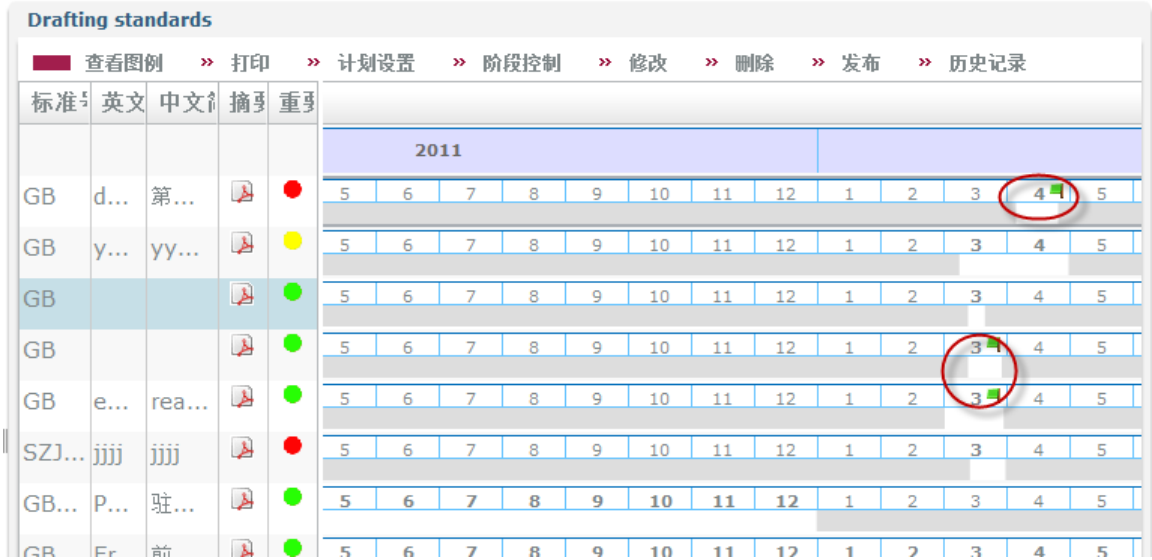 Drafting standards
查看图例 » 打印 » 计划设置 » 阶段控制 » 修改 » 删除 » 发布 » 历史记录
标准 英文 中文 摘要 重要
2011
GB d... 第... 5 6 7 8 9 10 11 12 1 2 3 4 5
GB y... yy... 5 6 7 8 9 10 11 12 1 2 3 4 5
GB 5 6 7 8 9 10 11 12 1 2 3 4 5
GB 5 6 7 8 9 10 11 12 1 2 3 4 5
GB e... rea... 5 6 7 8 9 10 11 12 1 2 3 4 5
SZJ... jjjj jjjj 5 6 7 8 9 10 11 12 1 2 3 4 5
GB... P... 驻... 5 6 7 8 9 10 11 12 1 2 3 4 5
GB Fr 前 5 6 7 8 9 10 11 12 1 2 3 4 5